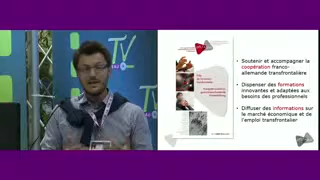 TV
• Soutenir et accompagner la
coopération franco-
allemande transfrontalière
• Dispenser des formations
innovantes et adaptées aux
besoins des professionnels
• Diffuser des informations sur
le marché économique et de
l'emploi transfrontalier